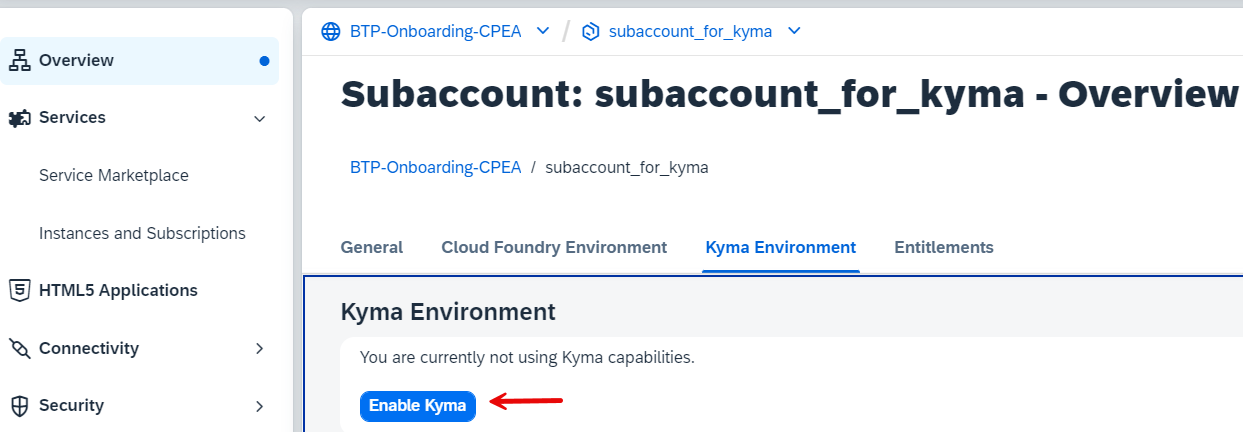 BTP-Onboarding-CPEA / subaccount_for_kyma
Overview
Services
Service Marketplace
Instances and Subscriptions
HTML5 Applications
Connectivity
Security
Subaccount: subaccount_for_kyma - Overview
BTP-Onboarding-CPEA / subaccount_for_kyma
General Cloud Foundry Environment Kyma Environment Entitlements
Kyma Environment
You are currently not using Kyma capabilities.
Enable Kyma